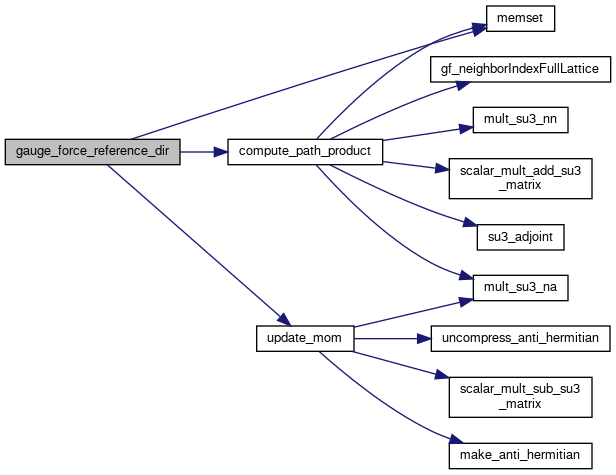 memset
gf_neighborIndexFullLattice
mult_su3_nn
gauge_force_reference_dir
compute_path_product
scalar_mult_add_su3
_matrix
su3_adjoint
mult_su3_na
update_mom
uncompress_anti_hermitian
scalar_mult_sub_su3
_matrix
make_anti_hermitian